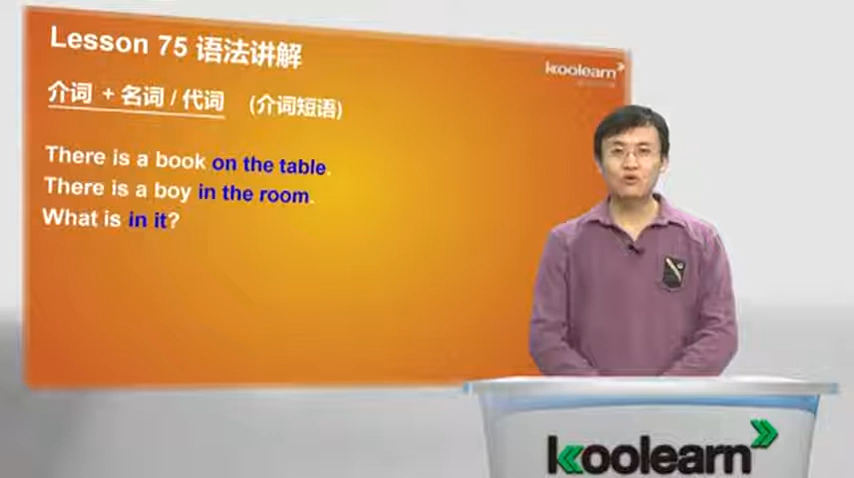 Lesson 75 语法讲解
koolearn
介词 + 名词 / 代词 (介词短语)
There is a book on the table.
There is a boy in the room.
What is in it?
koolearn